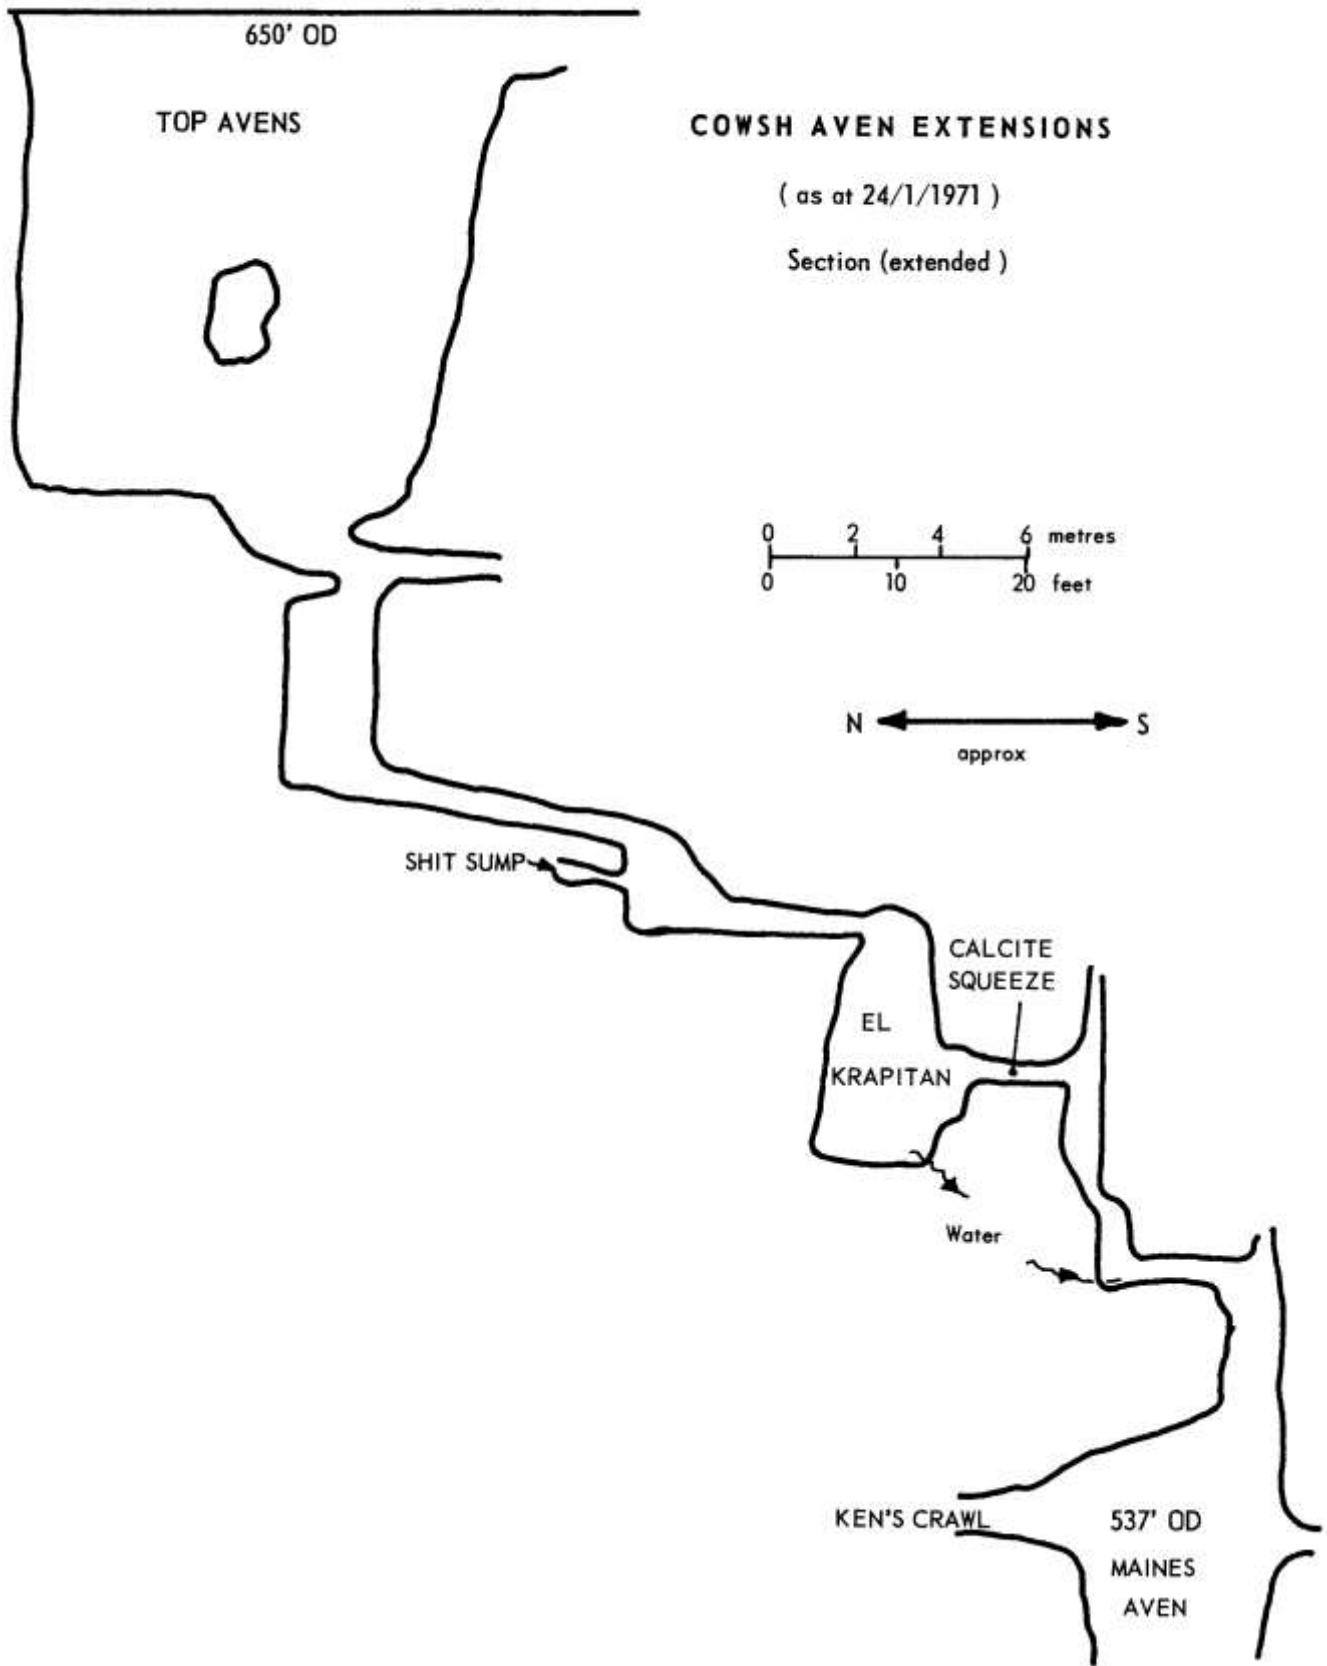 650' OD
TOP AVENS
COWSH AVEN EXTENSIONS
( as at 24/1/1971 )
Section (extended )
0 2 4 6 metres
0 10 20 feet
N S
approx
SHIT SUMP
CALCITE
SQUEEZE
EL
KRAPITAN
Water
KEN'S CRAWL
537' OD
MAINES
AVEN